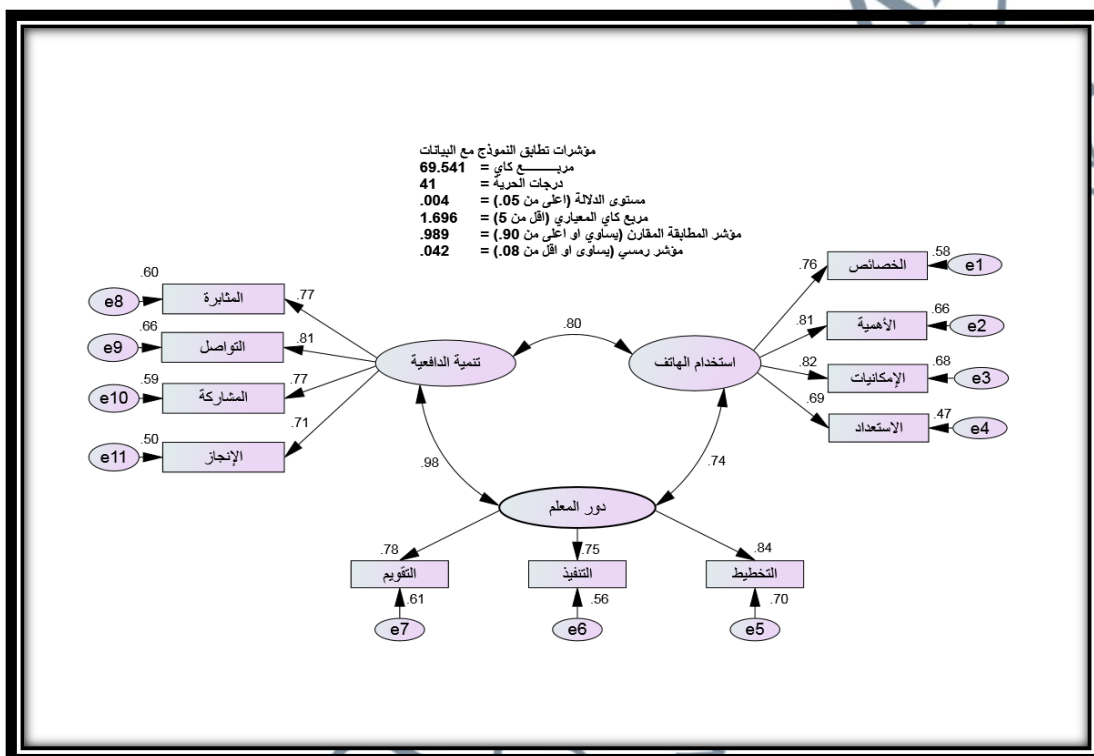 مؤشرات تطابق النموذج مع البيانات
مربـــــــع كاي = 69.541
درجات الحرية = 41
مستوى الدلالة (اعلى من 05.) = 004.
مربع كاي المعياري (اقل من 5) = 1.696
مؤشر المطابقة المقارن (يساوي او اعلى من 90.) = 989.
مؤشر رمسي (يساوى او اقل من 08.) = 042.
الخصائص
.58
e1
.76
الأهمية
.66
e2
.81
الإمكانيات
.68
e3
.82
الاستعداد
.47
e4
.69
استخدام الهاتف
.80
تنمية الدافعية
.60
e8
المثابرة
.77
.66
e9
التواصل
.81
.59
e10
المشاركة
.77
.50
e11
الإنجاز
.71
.98
.74
دور المعلم
.84
.75
.78
التخطيط
التنفيذ
التقويم
.70
.56
.61
e5
e6
e7